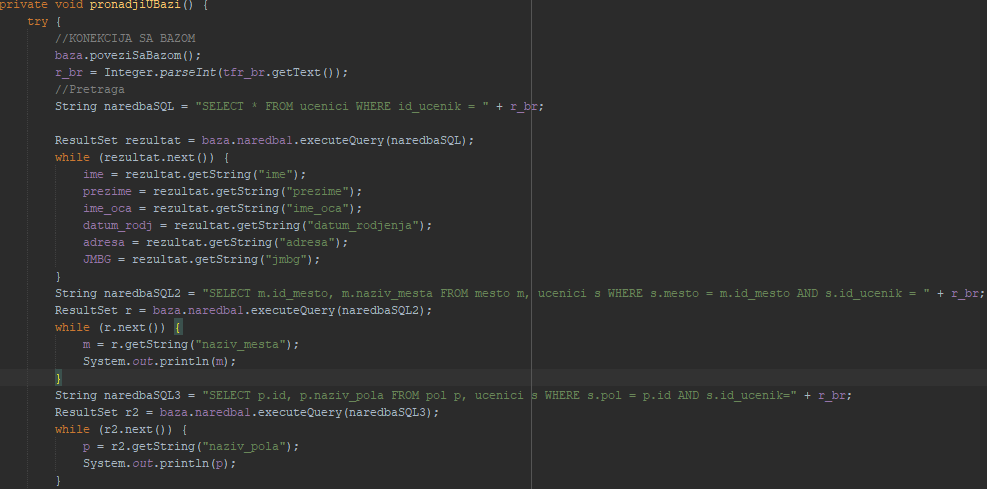 private void pronadjiUBazi() {
try {
//KONEKCIJA SA BAZOM
baza.poveziSaBazom();
r_br = Integer.parseInt(tfr_br.getText());
//Pretraga
String naredbaSQL = "SELECT * FROM ucenici WHERE id_ucenik = " + r_br;
ResultSet rezultat = baza.naredba1.executeQuery(naredbaSQL);
while (rezultat.next()) {
ime = rezultat.getString("ime");
prezime = rezultat.getString("prezime");
ime_oca = rezultat.getString("ime_oca");
datum_rodj = rezultat.getString("datum_rodjenja");
adresa = rezultat.getString("adresa");
JMBG = rezultat.getString("jmbg");
}
String naredbaSQL2 = "SELECT m.id_mesto, m.naziv_mesta FROM mesto m, ucenici s WHERE s.mesto = m.id_mesto AND s.id_ucenik = " + r_br;
ResultSet r = baza.naredba1.executeQuery(naredbaSQL2);
while (r.next()) {
m = r.getString("naziv_mesta");
System.out.println(m);
}
String naredbaSQL3 = "SELECT p.id, p.naziv_pola FROM pol p, ucenici s WHERE s.pol = p.id AND s.id_ucenik=" + r_br;
ResultSet r2 = baza.naredba1.executeQuery(naredbaSQL3);
while (r2.next()) {
p = r2.getString("naziv_pola");
System.out.println(p);
}